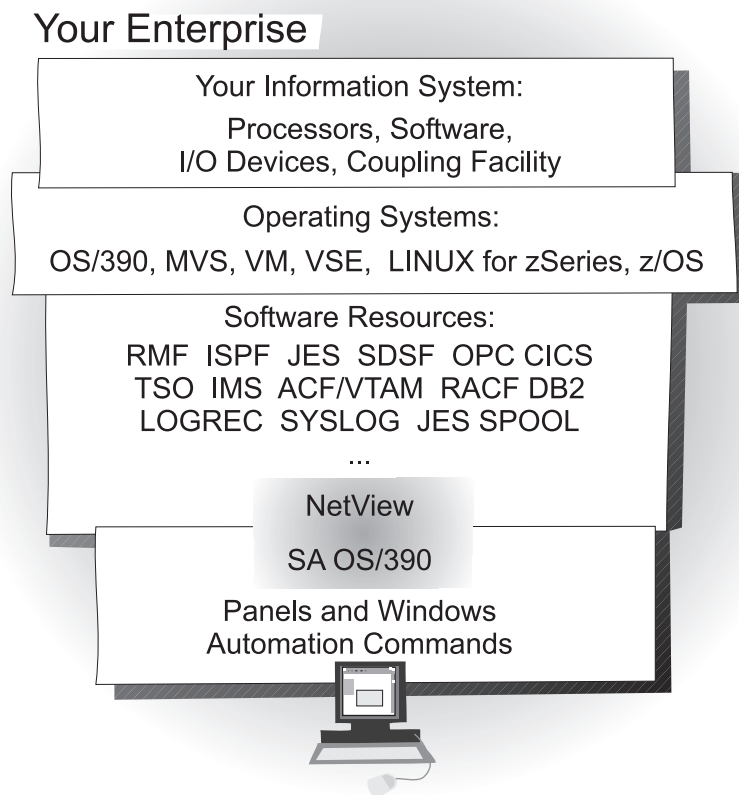 Your Enterprise
Your Information System:
Processors, Software,
I/O Devices, Coupling Facility
Operating Systems:
OS/390, MVS, VM, VSE, LINUX for zSeries, z/OS
Software Resources:
RMF ISPF JES SDSF OPC CICS
TSO IMS ACF/VTAM RACF DB2
LOGREC SYSLOG JES SPOOL
...
NetView
SA OS/390
Panels and Windows
Automation Commands